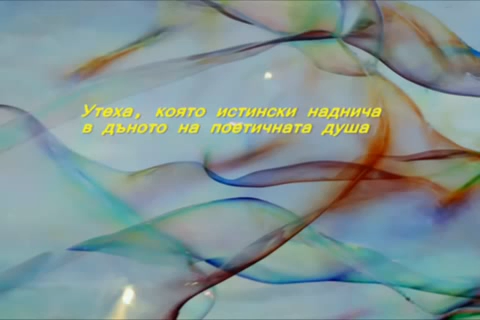 Утеха, която истински наднича
в дъното на поетичната душа